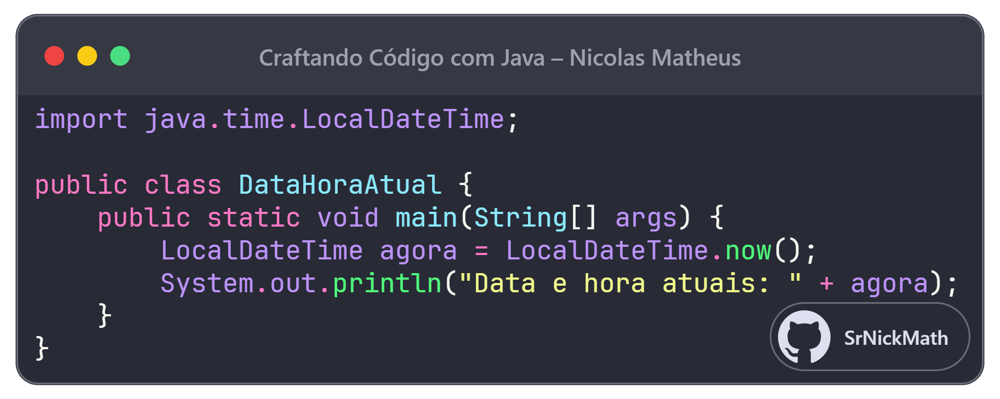 Craftando Código com Java – Nicolas Matheus
import java.time.LocalDateTime;
public class DataHoraAtual {
    public static void main(String[] args) {
        LocalDateTime agora = LocalDateTime.now();
        System.out.println("Data e hora atuais: " + agora);
    }
}
SrNickMath